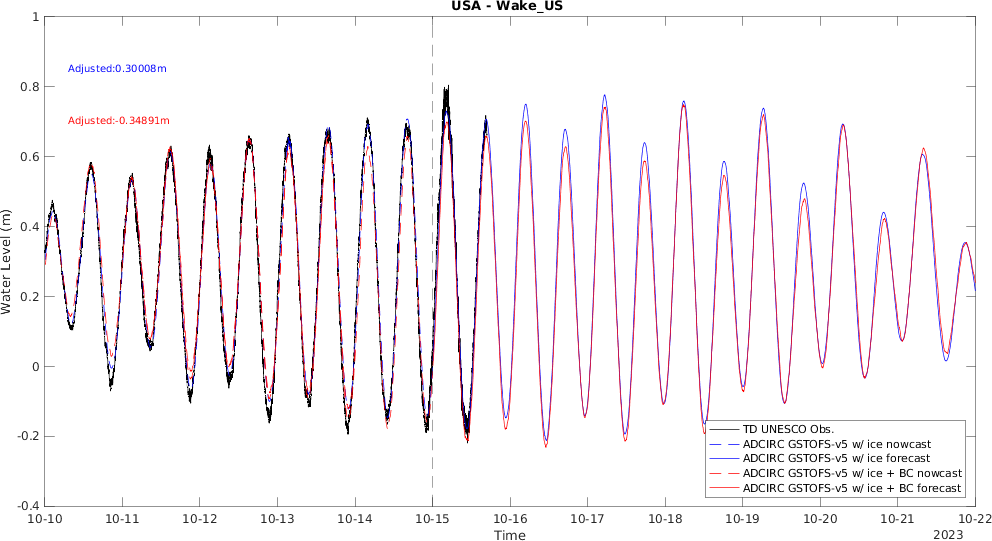 USA - Wake_US
1
0.8
0.6
0.4
0.2
0
-0.2
-0.4
Water Level (m)
Adjusted:0.30008m
Adjusted:-0.34891m
TD UNESCO Obs.
ADCIRC GSTOFS-v5 w/ ice nowcast
ADCIRC GSTOFS-v5 w/ ice forecast
ADCIRC GSTOFS-v5 w/ ice + BC nowcast
ADCIRC GSTOFS-v5 w/ ice + BC forecast
10-10 10-11 10-12 10-13 10-14 10-15 10-16 10-17 10-18 10-19 10-20 10-21 10-22
Time
2023